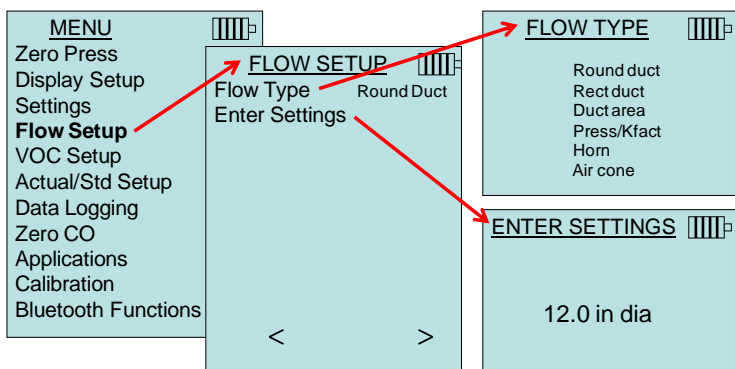 MENU
Zero Press
Display Setup
Settings
Flow Setup
VOC Setup
Actual/Std Setup
Data Logging
Zero CO
Applications
Calibration
Bluetooth Functions
FLOW SETUP
Flow Type Round Duct
Enter Settings
< >
FLOW TYPE
Round duct
Rect duct
Duct area
Press/Kfact
Horn
Air cone
ENTER SETTINGS
12.0 in dia